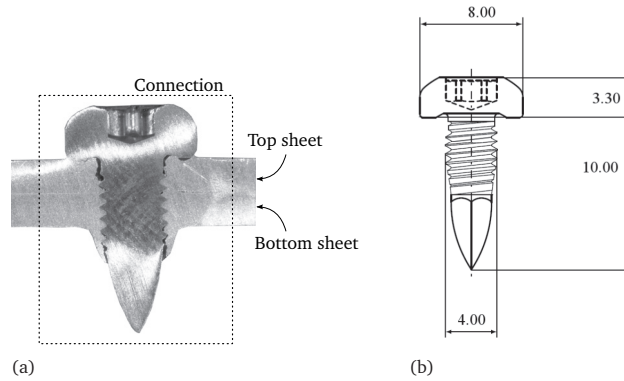 Connection
Top sheet
Bottom sheet
(a)
8.00
3.30
10.00
4.00
(b)